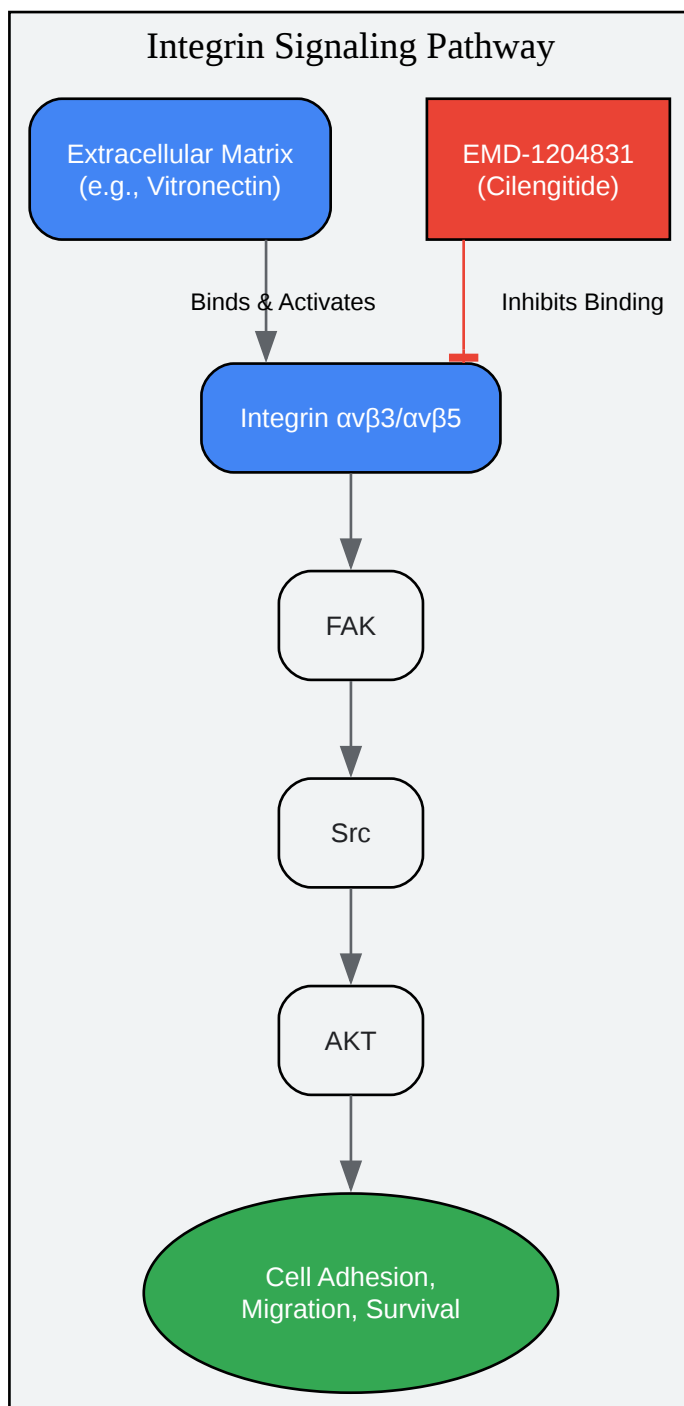 Integrin Signaling Pathway
Extracellular Matrix
(e.g., Vitronectin)
EMD-1204831
(Cilengitide)
Binds & Activates
Inhibits Binding
Integrin αvβ3/αvβ5
FAK
Src
AKT
Cell Adhesion,
Migration, Survival